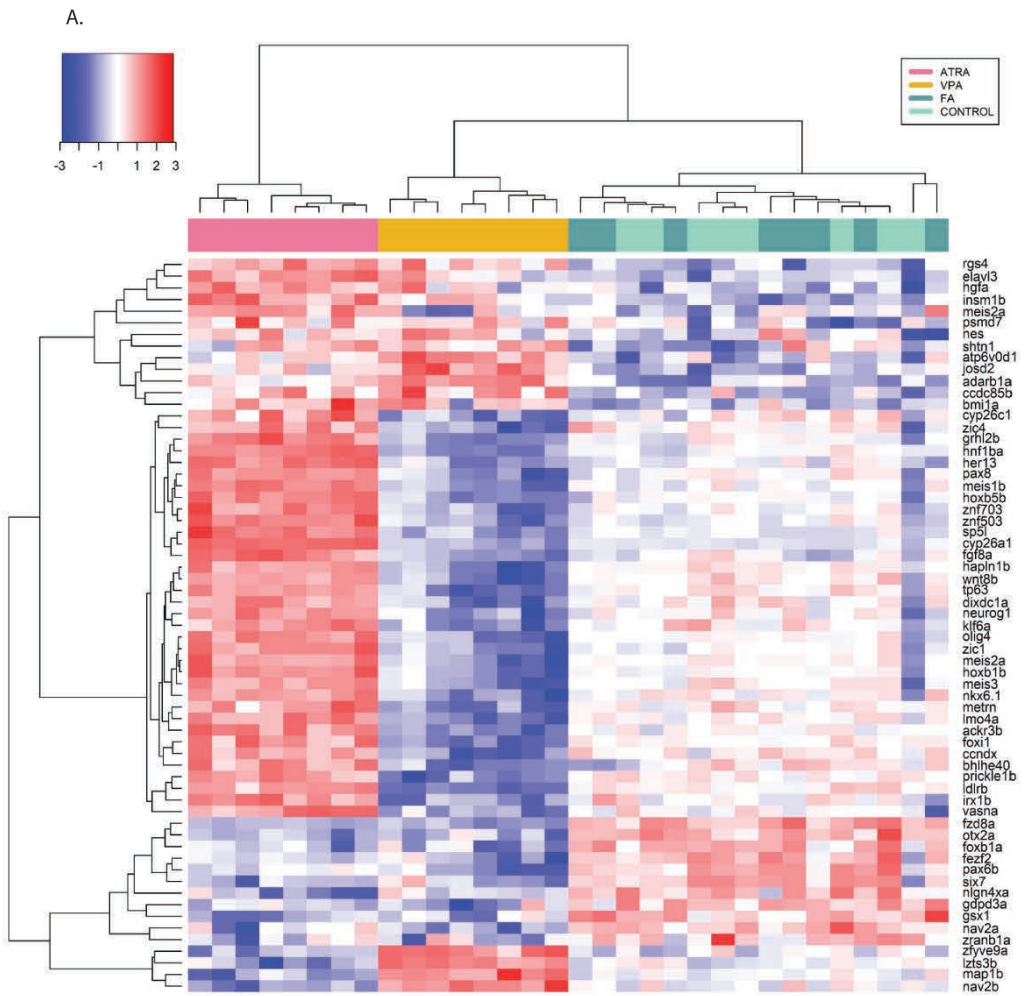 A.
-3 -1 1 2 3
ATRA
VPA
FA
CONTROL
rgs4
elavl3
hgfa
insm1b
meis2a
psmd7
nes
shtn1
atp6v0d1
josd2
adarb1a
ccdc85b
bmi1a
cyp26c1
zic4
grhl2b
hnf1ba
her13
pax8
meis1b
hoxb5b
znf703
znf503
sp5l
cyp26a1
fgf8a
hapln1b
wnt8b
tp63
dixdc1a
neurog1
klf6a
olig4
zic1
meis2a
hoxb1b
meis3
nkx6.1
metrn
lmo4a
ackr3b
foxi1
ccndx
bhlhe40
prickle1b
ldlrb
irx1b
vasna
fzd8a
otx2a
foxb1a
fezf2
pax6b
six7
nlgn4xa
gdpd3a
gsx1
nav2a
zranb1a
zfyve9a
lzts3b
map1b
nav2b